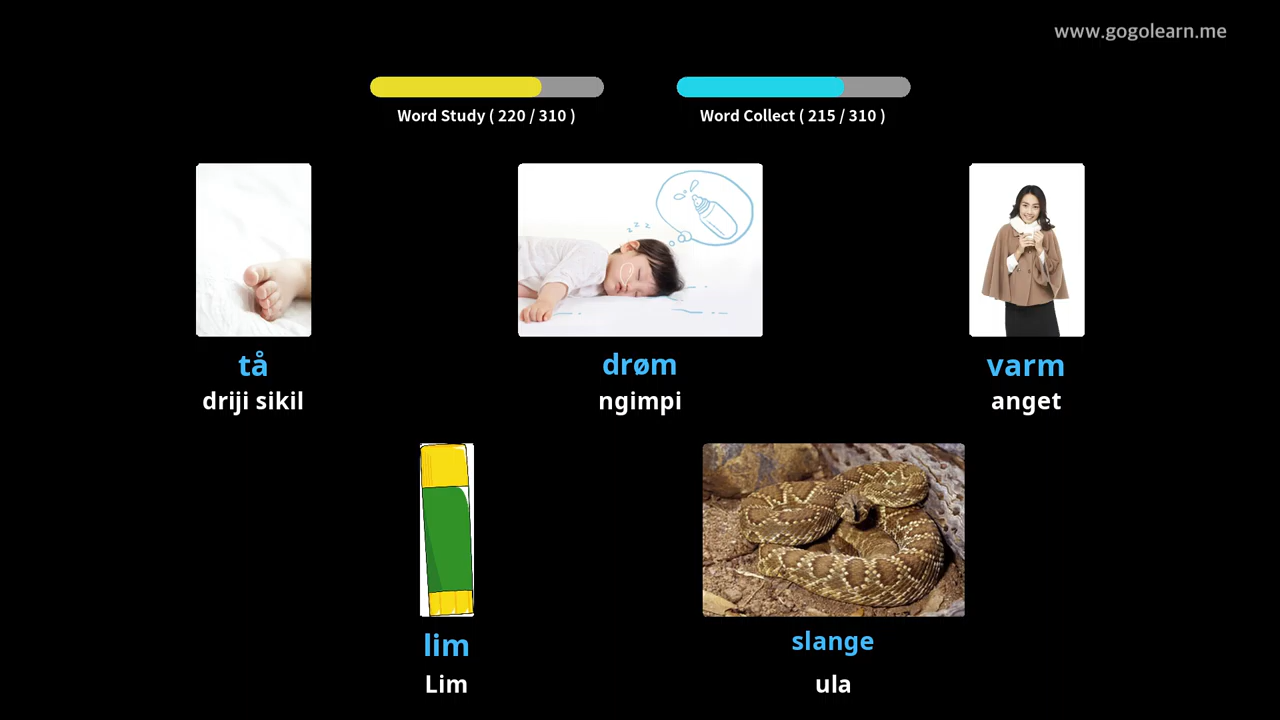 www.gogolearn.me
Word Study ( 220 / 310 )
Word Collect ( 215 / 310 )
tå
driji sikil
drøm
ngimpi
varm
anget
lim
Lim
slange
ula